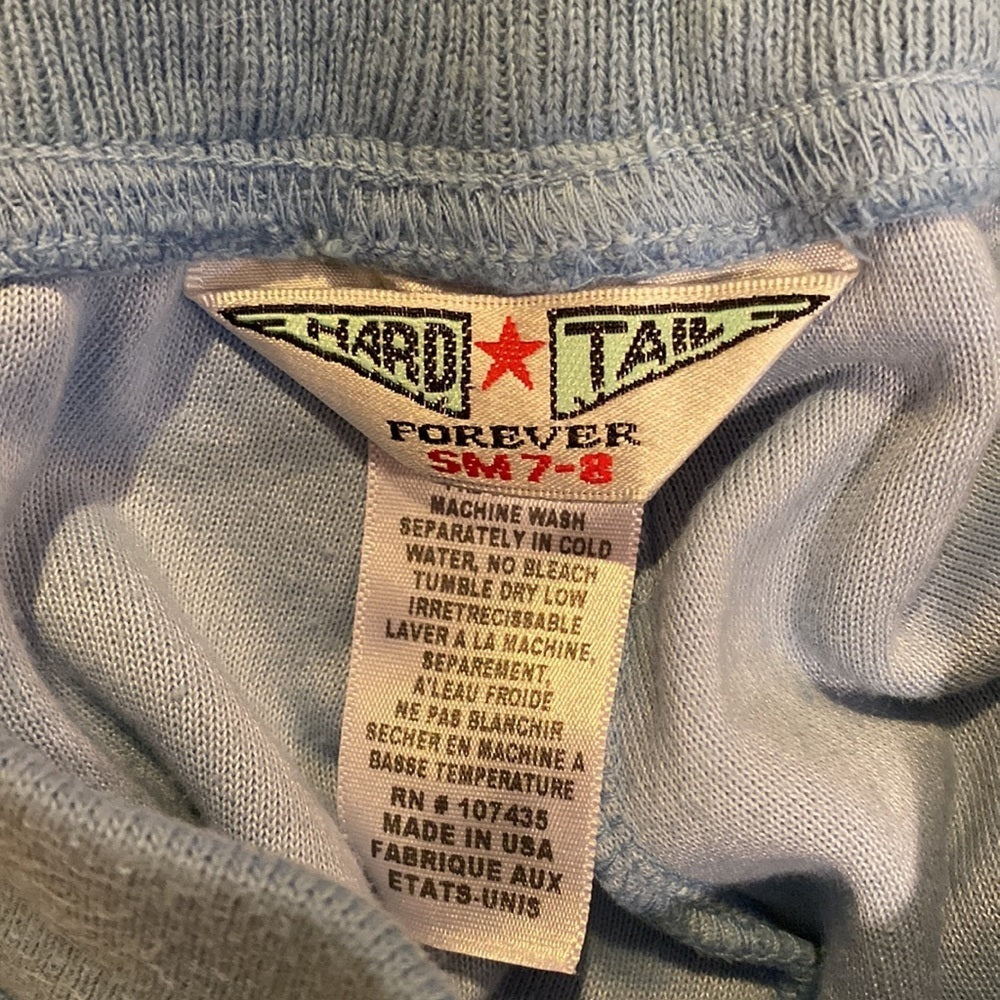 HARD ★ TAIL
FOREVER
SM 7-8
MACHINE WASH
SEPARATELY IN COLD
WATER, NO BLEACH
TUMBLE DRY LOW
IRRETRECISSABLE
LAVER A LA MACHINE,
SEPAREMENT,
A'LEAU FROIDE
NE PAS BLANCHIR
SECHER EN MACHINE A
BASSE TEMPERATURE
RN # 107435
MADE IN USA
FABRIQUE AUX
ETATS-UNIS